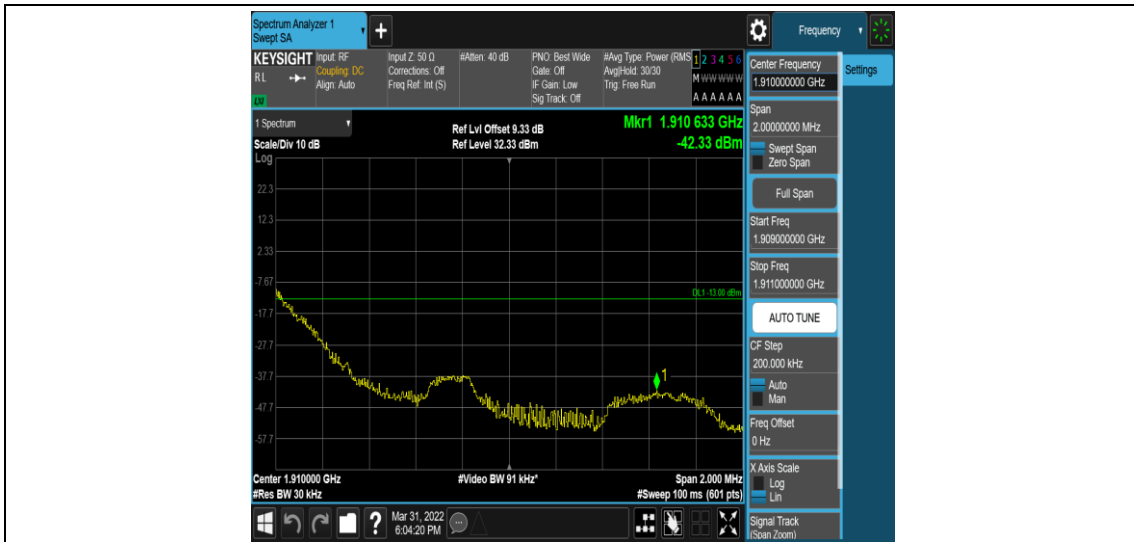 Spectrum Analyzer 1
Swept SA
Frequency
KEYSIGHT
R L
LXI
Input: RF
Coupling: DC
Align: Auto
Input Z: 50 Ω
Corrections: Off
Freq Ref: Int (S)
#Atten: 40 dB
PNO: Best Wide
Gate: Off
IF Gain: Low
Sig Track: Off
#Avg Type: Power (RMS
Avg|Hold: 30/30
Trig: Free Run
1 2 3 4 5 6
M W W W W W
A A A A A A
1 Spectrum
Scale/Div 10 dB
Log
Ref Lvl Offset 9.33 dB
Ref Level 32.33 dBm
Mkr1 1.910 633 GHz
-42.33 dBm
22.3
12.3
2.33
-7.67
-17.7
-27.7
-37.7
-47.7
-57.7
DL1 -13.00 dBm
1
Center 1.910000 GHz
#Res BW 30 kHz
#Video BW 91 kHz*
Span 2.000 MHz
#Sweep 100 ms (601 pts)
Center Frequency
1.910000000 GHz
Settings
Span
2.00000000 MHz
Swept Span
Zero Span
Full Span
Start Freq
1.909000000 GHz
Stop Freq
1.911000000 GHz
AUTO TUNE
CF Step
200.000 kHz
Auto
Man
Freq Offset
0 Hz
X Axis Scale
Log
Lin
Signal Track
(Span Zoom)
?
Mar 31, 2022
6:04:20 PM